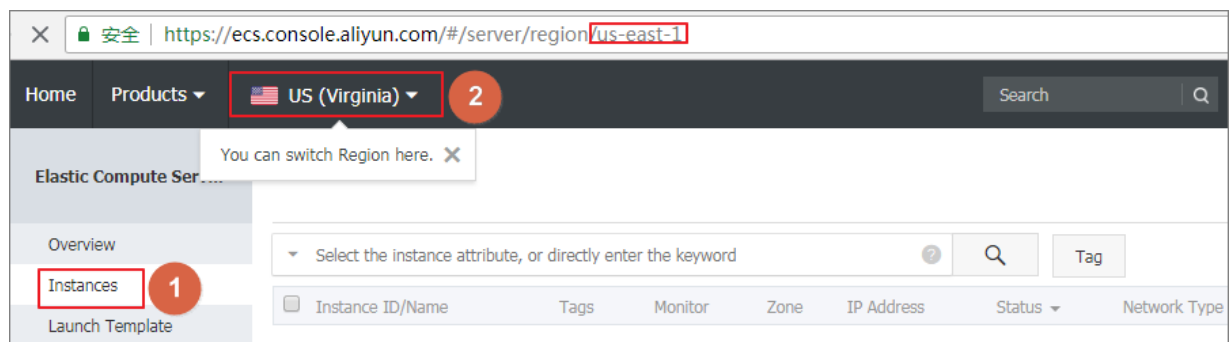 安全 | https://ecs.console.aliyun.com/#/server/region/us-east-1
Home Products US (Virginia) 2 Search
You can switch Region here.
Elastic Compute Ser...
Overview
Select the instance attribute, or directly enter the keyword ? Tag
Instances 1
Instance ID/Name Tags Monitor Zone IP Address Status Network Type
Launch Template